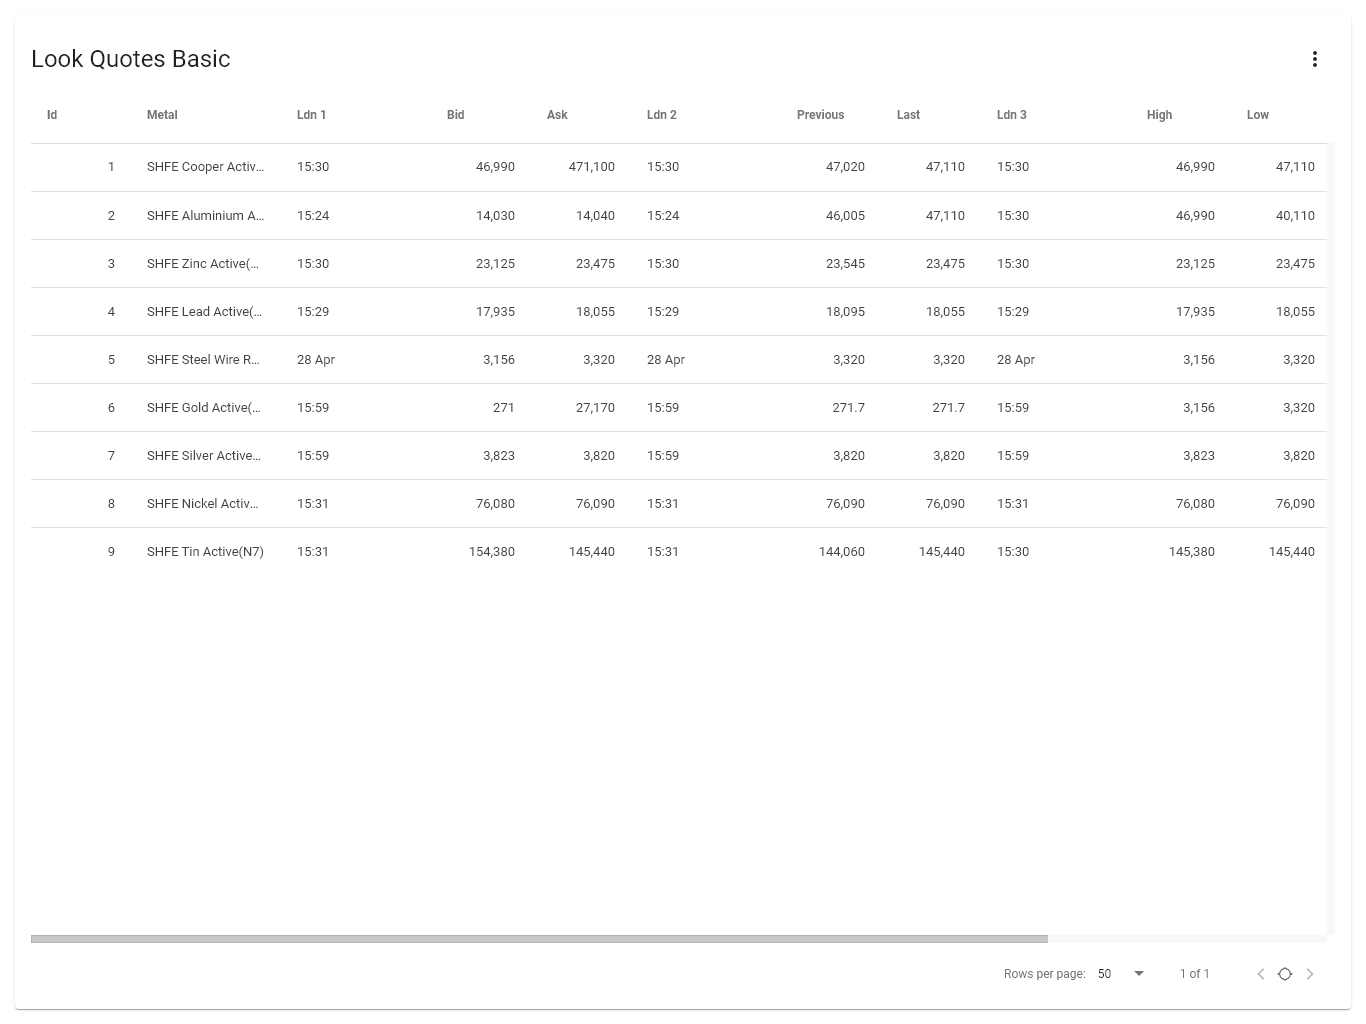 Look Quotes Basic
Id Metal Ldn 1 Bid Ask Ldn 2 Previous Last Ldn 3 High Low
1 SHFE Cooper Activ... 15:30 46,990 471,100 15:30 47,020 47,110 15:30 46,990 47,110
2 SHFE Aluminium A... 15:24 14,030 14,040 15:24 46,005 47,110 15:30 46,990 40,110
3 SHFE Zinc Active(... 15:30 23,125 23,475 15:30 23,545 23,475 15:30 23,125 23,475
4 SHFE Lead Active(... 15:29 17,935 18,055 15:29 18,095 18,055 15:29 17,935 18,055
5 SHFE Steel Wire R... 28 Apr 3,156 3,320 28 Apr 3,320 3,320 28 Apr 3,156 3,320
6 SHFE Gold Active(... 15:59 271 27,170 15:59 271.7 271.7 15:59 3,156 3,320
7 SHFE Silver Active... 15:59 3,823 3,820 15:59 3,820 3,820 15:59 3,823 3,820
8 SHFE Nickel Activ... 15:31 76,080 76,090 15:31 76,090 76,090 15:31 76,080 76,090
9 SHFE Tin Active(N7) 15:31 154,380 145,440 15:31 144,060 145,440 15:30 145,380 145,440
Rows per page: 50 1 of 1